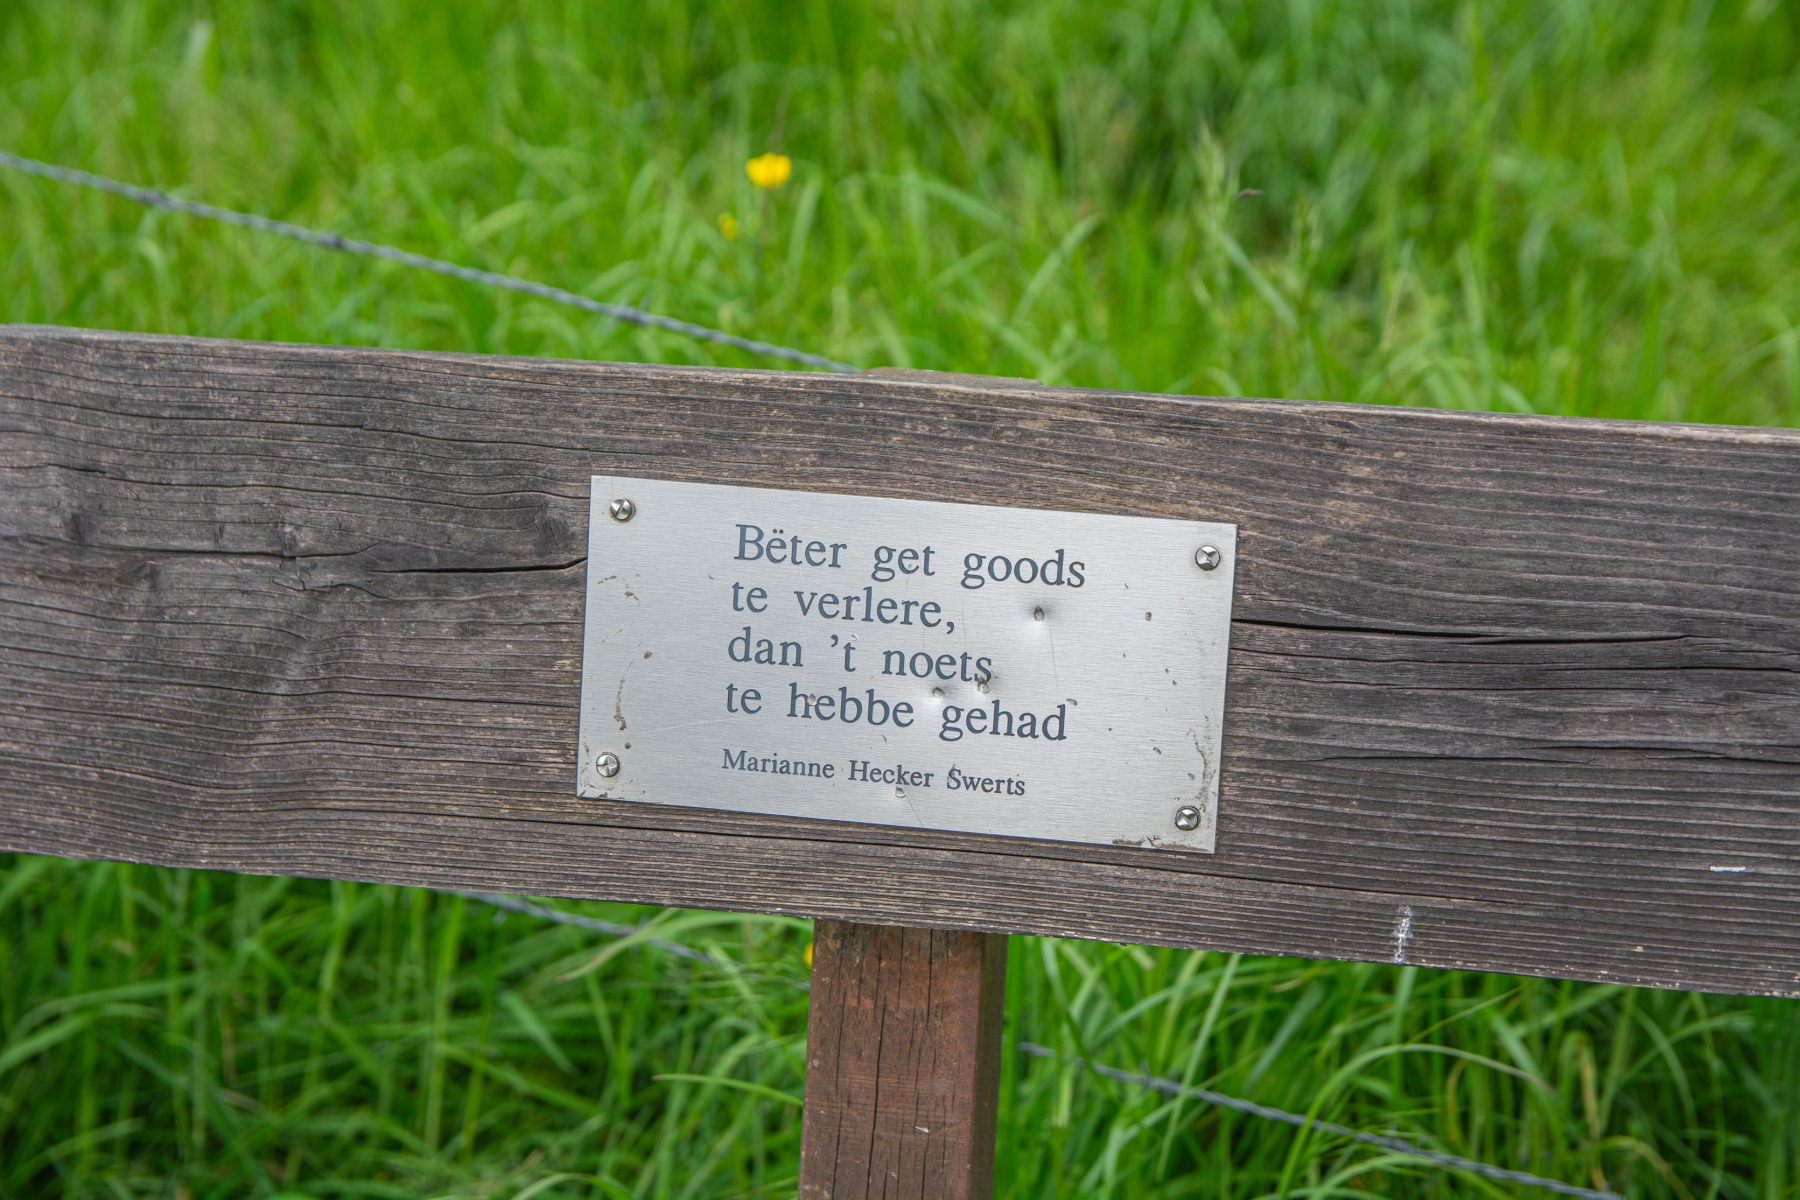 Bëter get goods
te verlere,
dan 't noets
te hebbe gehad
Marianne Hecker Swerts